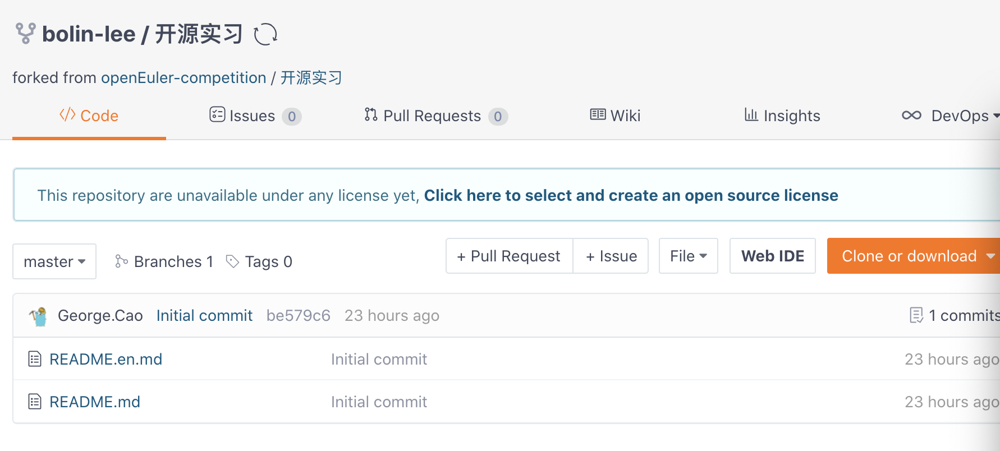 bolin-lee / 开源实习
forked from openEuler-competition / 开源实习
Code Issues 0 Pull Requests 0 Wiki Insights DevOps
This repository are unavailable under any license yet, Click here to select and create an open source license
master Branches 1 Tags 0 + Pull Request + Issue File Web IDE Clone or download
George.Cao Initial commit be579c6 23 hours ago 1 commits
README.en.md Initial commit 23 hours ago
README.md Initial commit 23 hours ago